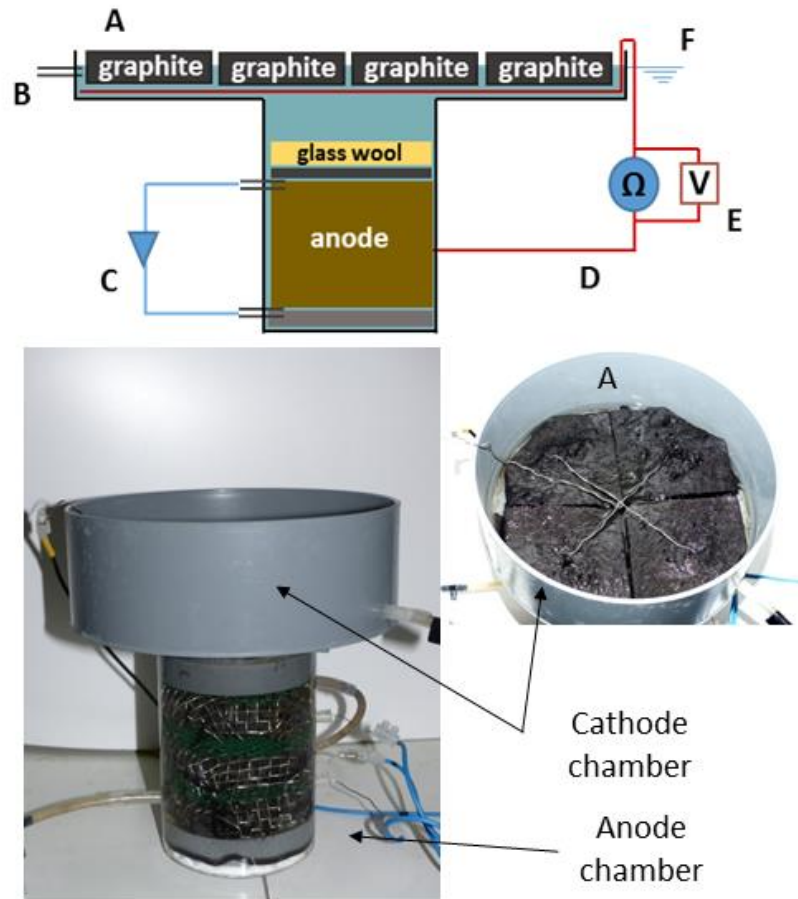 A
F
graphite graphite graphite graphite
B
glass wool
Ω V
E
anode
C
D
A
Cathode
chamber
Anode
chamber